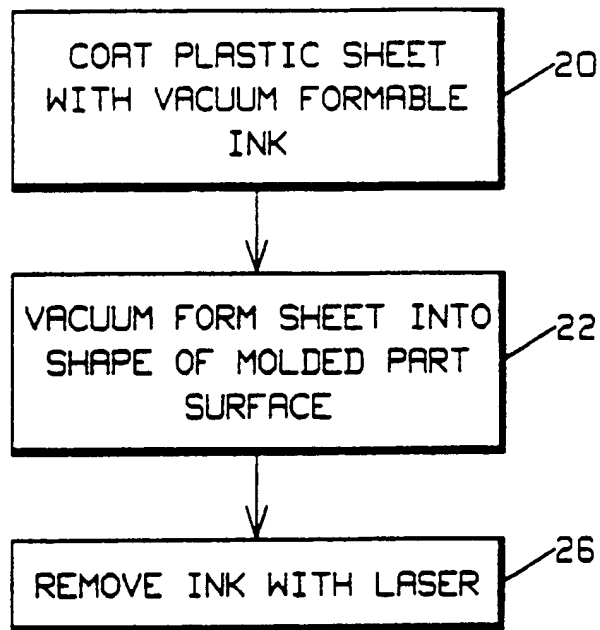 COAT PLASTIC SHEET
WITH VACUUM FORMABLE
INK
20
VACUUM FORM SHEET INTO
SHAPE OF MOLDED PART
SURFACE
22
REMOVE INK WITH LASER
26